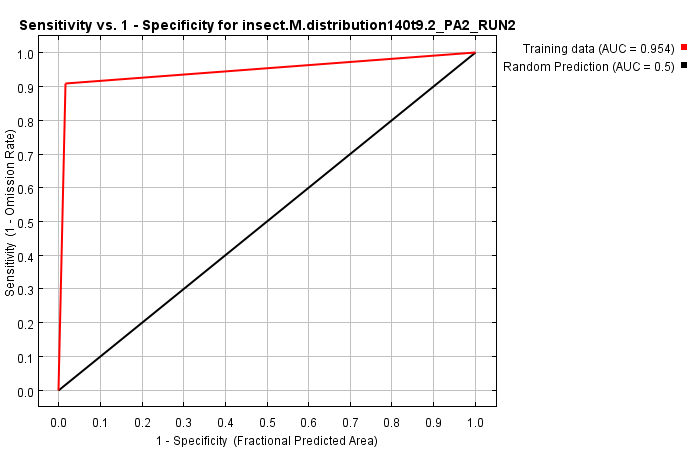 Sensitivity vs. 1 - Specificity for insect.M.distribution140t9.2_PA2_RUN2
Training data (AUC = 0.954)
Random Prediction (AUC = 0.5)
Sensitivity (1 - Omission Rate)
1.0
0.9
0.8
0.7
0.6
0.5
0.4
0.3
0.2
0.1
0.0
0.0 0.1 0.2 0.3 0.4 0.5 0.6 0.7 0.8 0.9 1.0
1 - Specificity (Fractional Predicted Area)